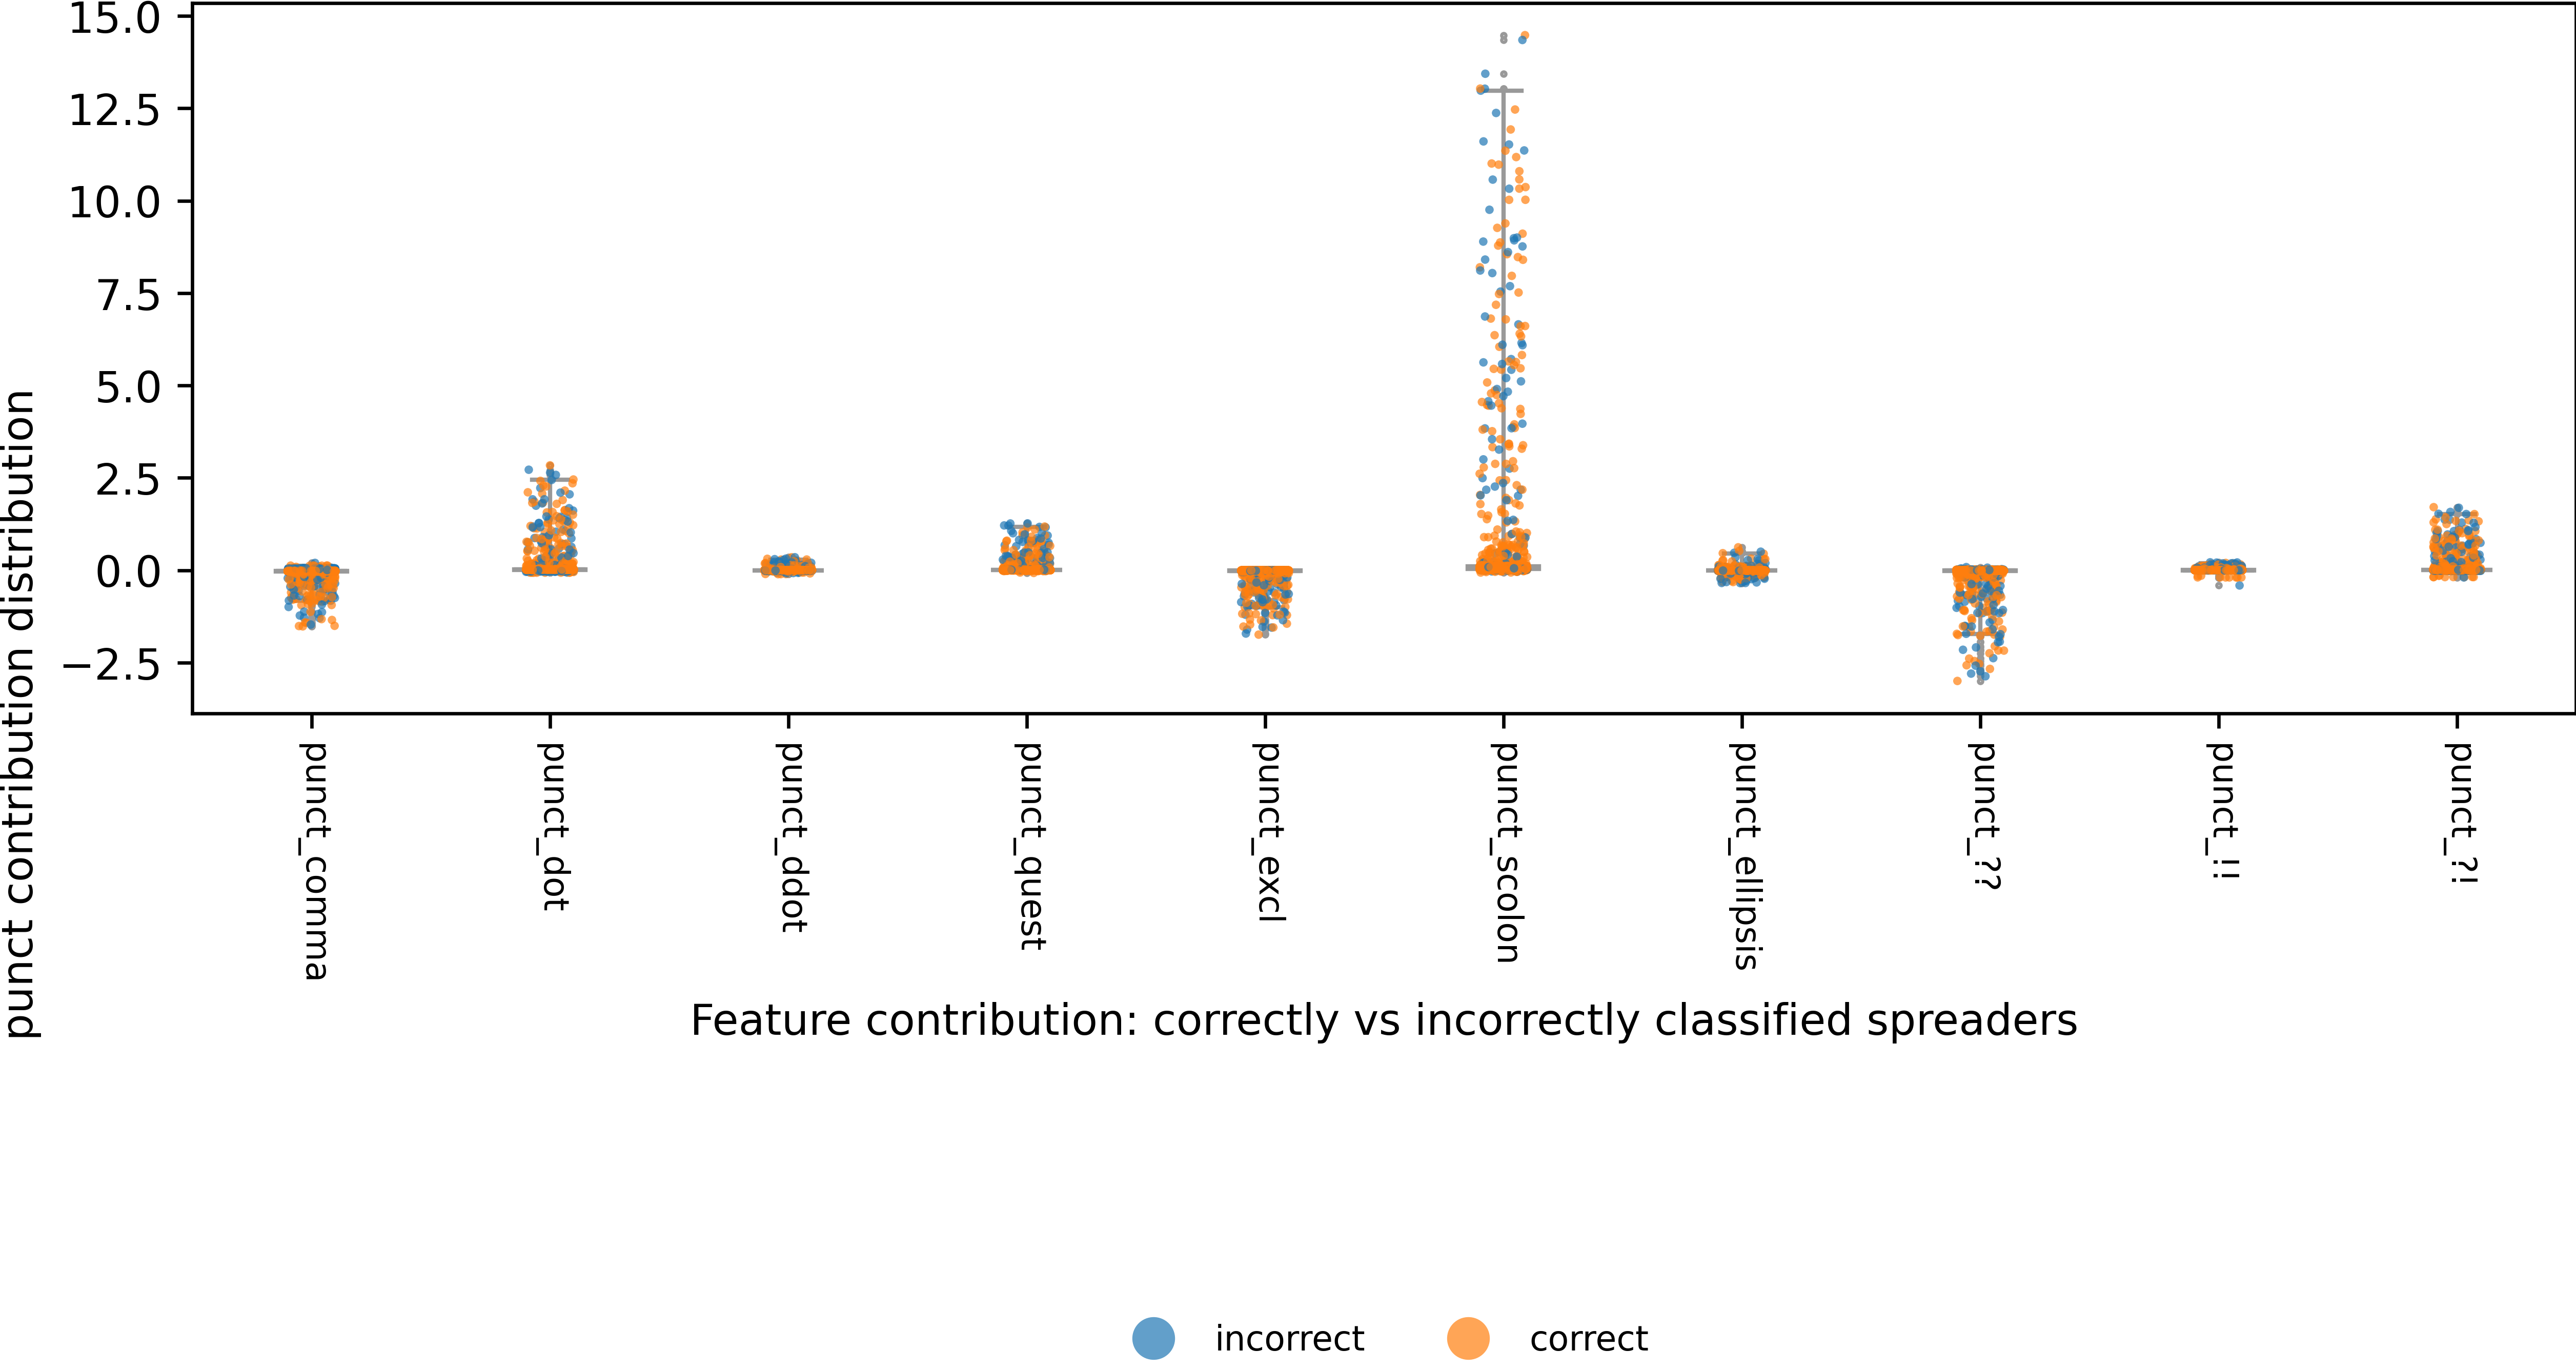 15.0
12.5
10.0
7.5
5.0
2.5
0.0
−2.5
punct contribution distribution
punct_comma
punct_dot
punct_ddot
punct_quest
punct_excl
punct_scolon
punct_ellipsis
punct_??
punct_!!
punct_?!
Feature contribution: correctly vs incorrectly classified spreaders
incorrect
correct